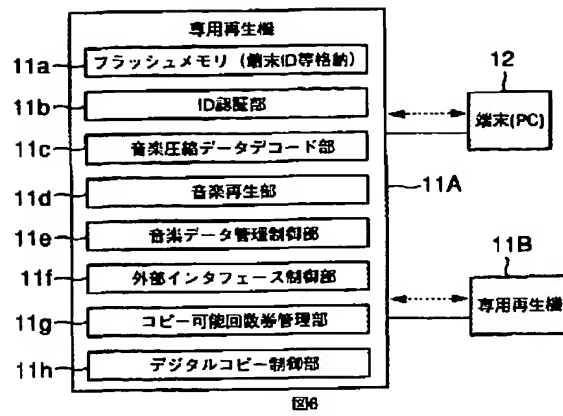 専用再生機
11a フラッシュメモリ (端末ID等格納)
11b ID認証部
11c 音楽圧縮データデコード部
11d 音楽再生部
11e 音楽データ管理制御部
11f 外部インタフェース制御部
11g コピー可能回数券管理部
11h デジタルコピー制御部
11A
12
端末(PC)
11B
専用再生機
図6